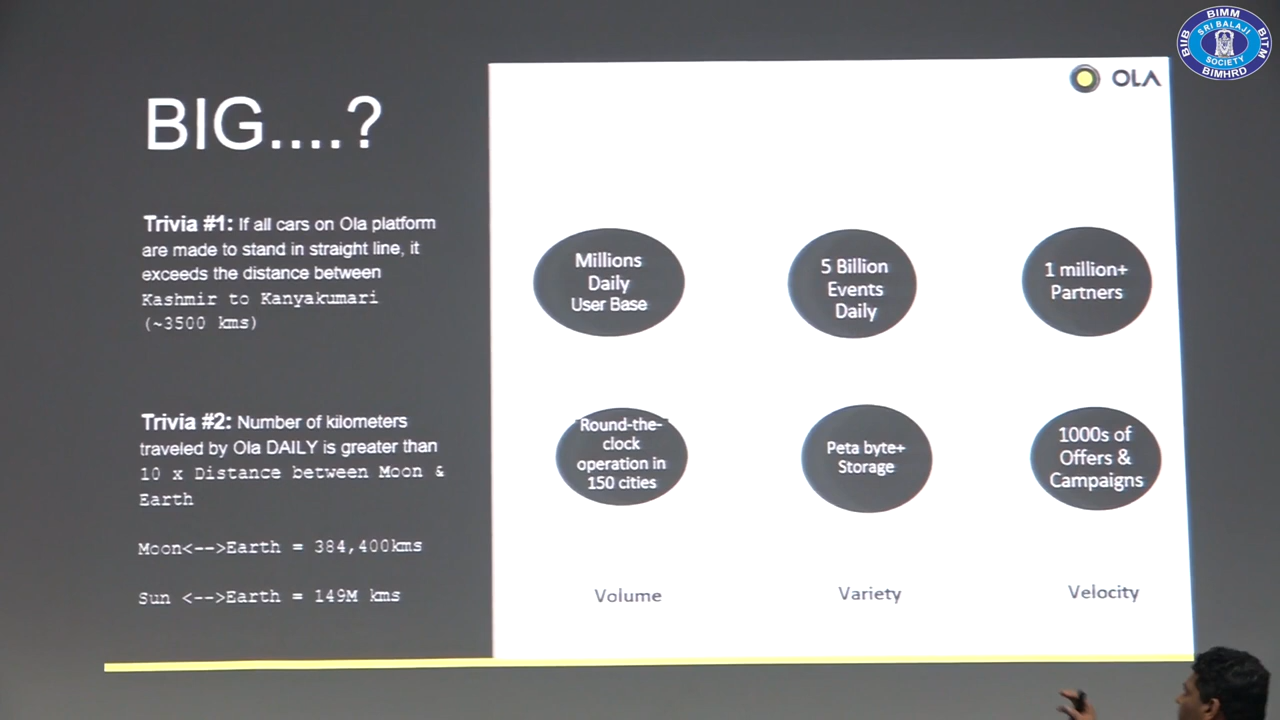 BIMM
SRI BALAJI
BIIB
BITM
SOCIETY
BIMHRD
OLA
BIG....?
Trivia #1: If all cars on Ola platform
are made to stand in straight line, it
exceeds the distance between
Kashmir to Kanyakumari
(~3500 kms)
Trivia #2: Number of kilometers
traveled by Ola DAILY is greater than
10 x Distance between Moon &
Earth
Moon<-->Earth = 384,400kms
Sun <-->Earth = 149M kms
Millions
Daily
User Base
5 Billion
Events
Daily
1 million+
Partners
Round-the-
clock
operation in
150 cities
Peta byte+
Storage
1000s of
Offers &
Campaigns
Volume
Variety
Velocity